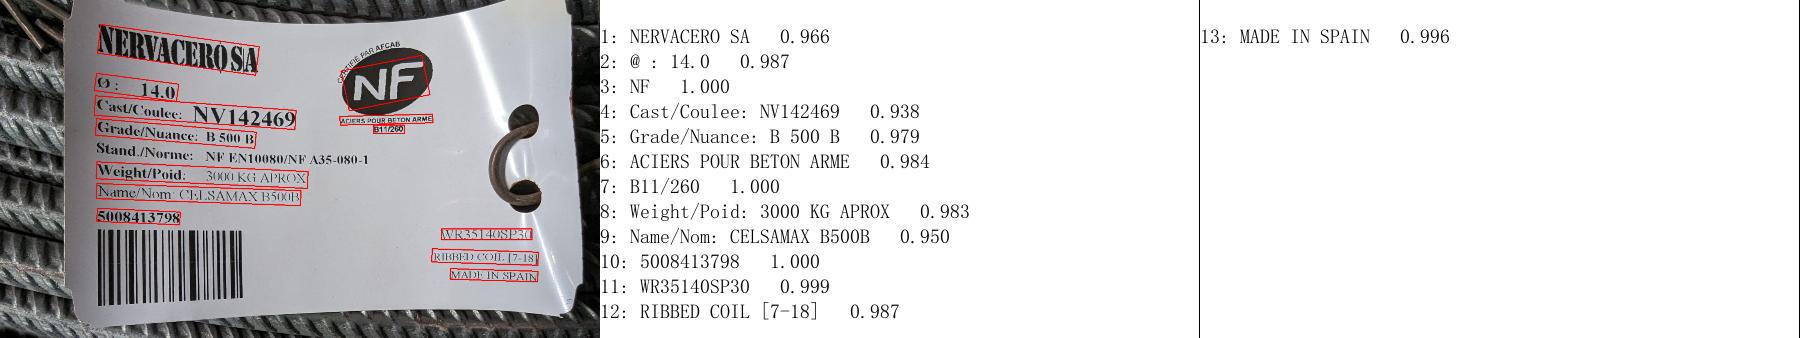 NERVACERO SA
CERTIFIÉ PAR AFCAB
NF
ACIERS POUR BETON ARME
B11/260
Ø : 14.0
Cast/Coulee: NV142469
Grade/Nuance: B 500 B
Stand./Norme: NF EN10080/NF A35-080-1
Weight/Poid: 3000 KG APROX
Name/Nom: CELSAMAX B500B
5008413798
WR35140SP30
RIBBED COIL [7-18]
MADE IN SPAIN
1: NERVACERO SA 0.966
2: @ : 14.0 0.987
3: NF 1.000
4: Cast/Coulee: NV142469 0.938
5: Grade/Nuance: B 500 B 0.979
6: ACIERS POUR BETON ARME 0.984
7: B11/260 1.000
8: Weight/Poid: 3000 KG APROX 0.983
9: Name/Nom: CELSAMAX B500B 0.950
10: 5008413798 1.000
11: WR35140SP30 0.999
12: RIBBED COIL [7-18] 0.987
13: MADE IN SPAIN 0.996